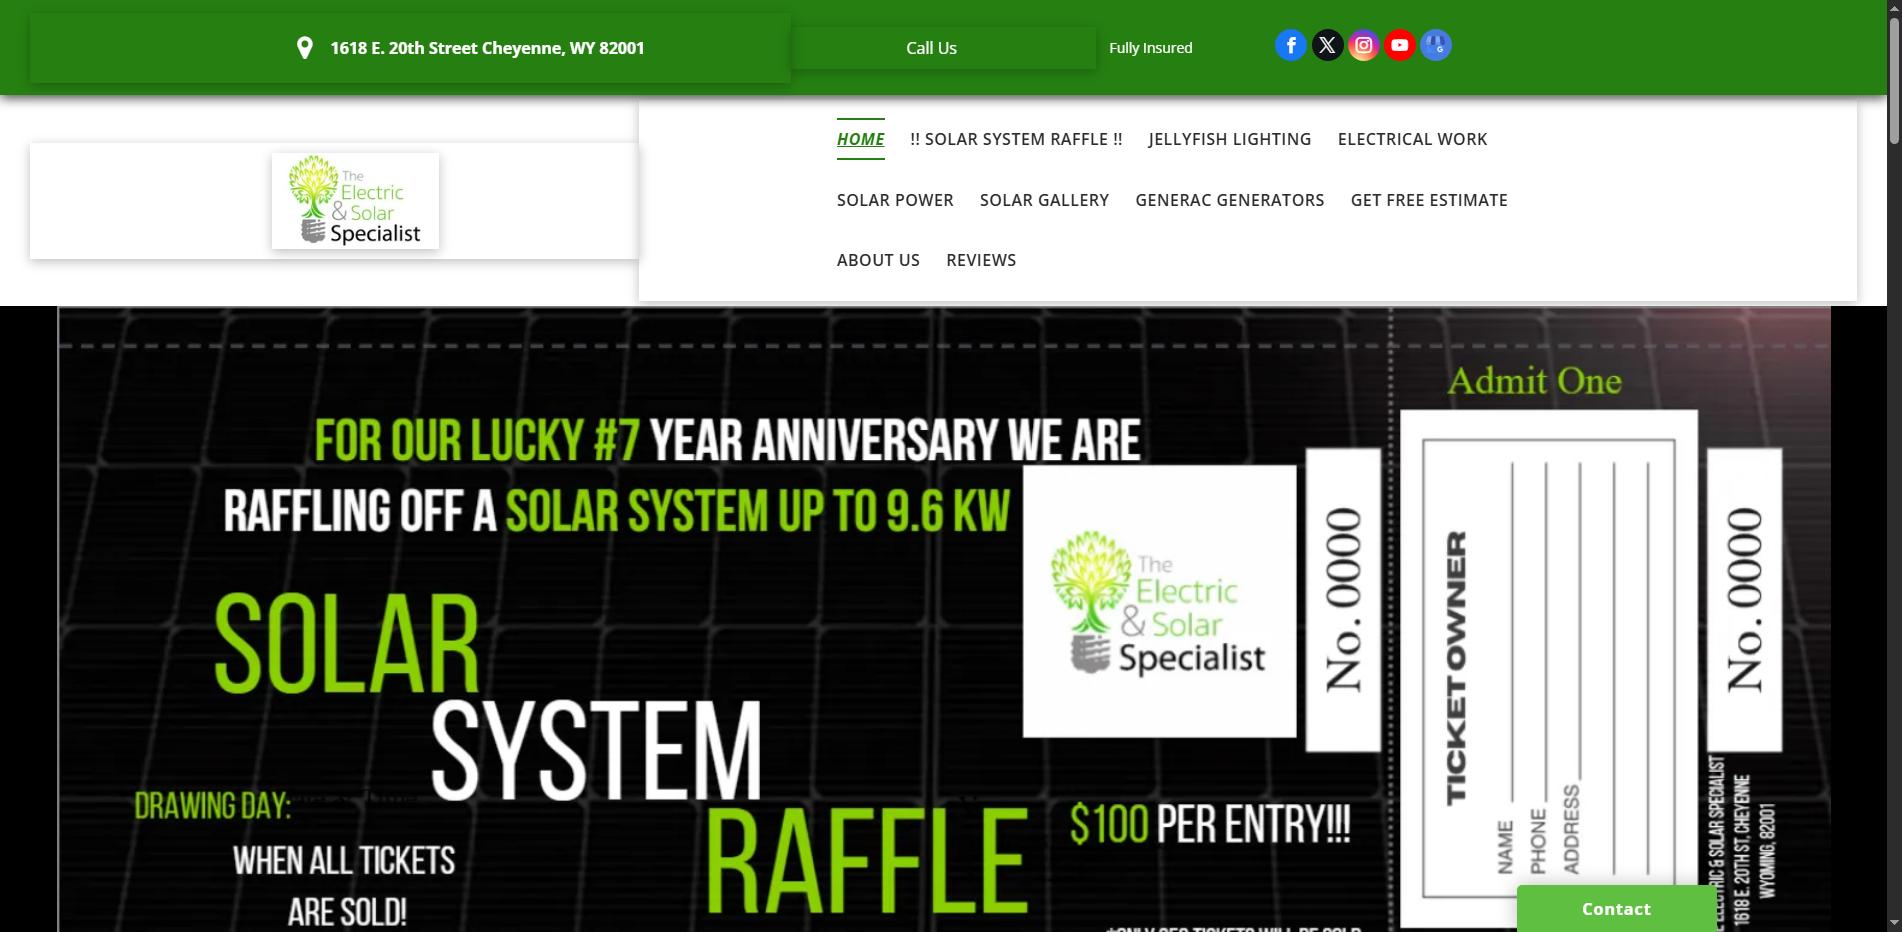 1618 E. 20th Street Cheyenne, WY 82001
Call Us
Fully Insured
HOME
!! SOLAR SYSTEM RAFFLE !!
JELLYFISH LIGHTING
ELECTRICAL WORK
The
Electric
& Solar
Specialist
SOLAR POWER
SOLAR GALLERY
GENERAC GENERATORS
GET FREE ESTIMATE
ABOUT US
REVIEWS
FOR OUR LUCKY #7 YEAR ANNIVERSARY WE ARE
RAFFLING OFF A SOLAR SYSTEM UP TO 9.6 KW
SOLAR
SYSTEM
RAFFLE
DRAWING DAY:
WHEN ALL TICKETS
ARE SOLD!
The
Electric
& Solar
Specialist
$100 PER ENTRY!!!
No. 0000
Admit One
TICKET OWNER
NAME
PHONE
ADDRESS
No. 0000
& SOLAR SPECIALIST
1618 E. 20TH ST, CHEYENNE
WYOMING, 82001
Contact